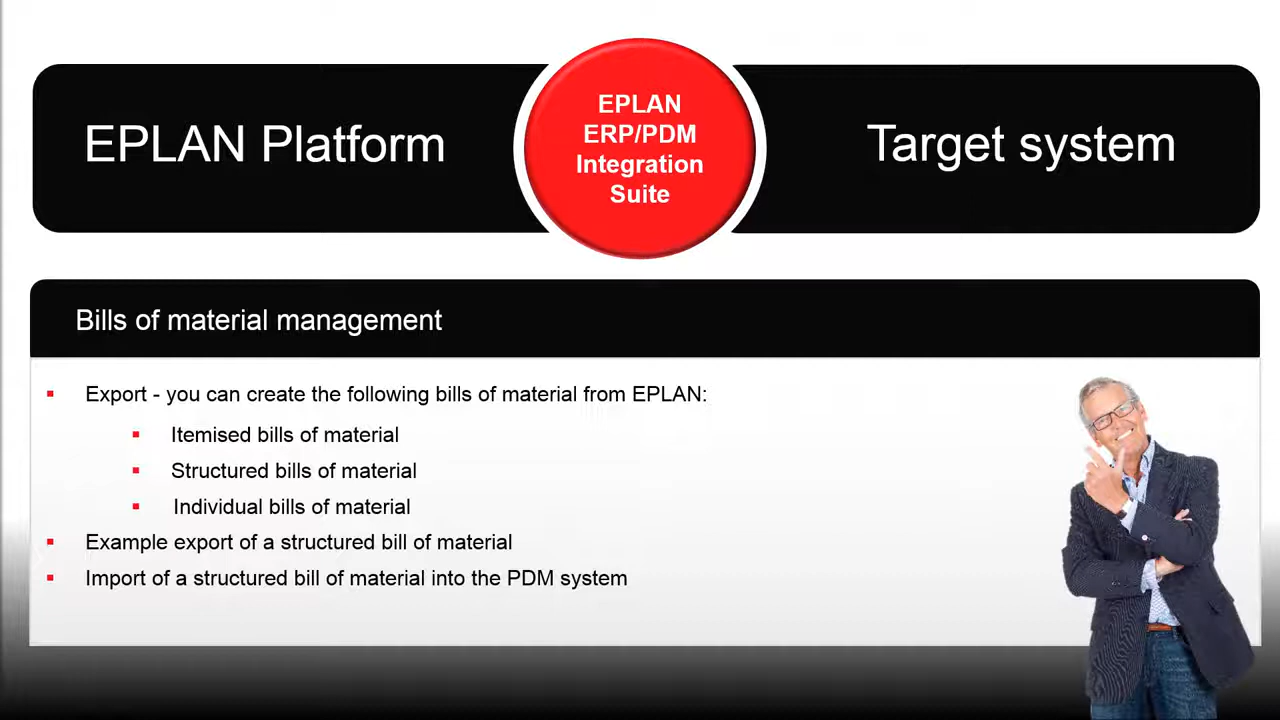 EPLAN Platform
EPLAN
ERP/PDM
Integration
Suite
Target system
Bills of material management
Export - you can create the following bills of material from EPLAN:
Itemised bills of material
Structured bills of material
Individual bills of material
Example export of a structured bill of material
Import of a structured bill of material into the PDM system